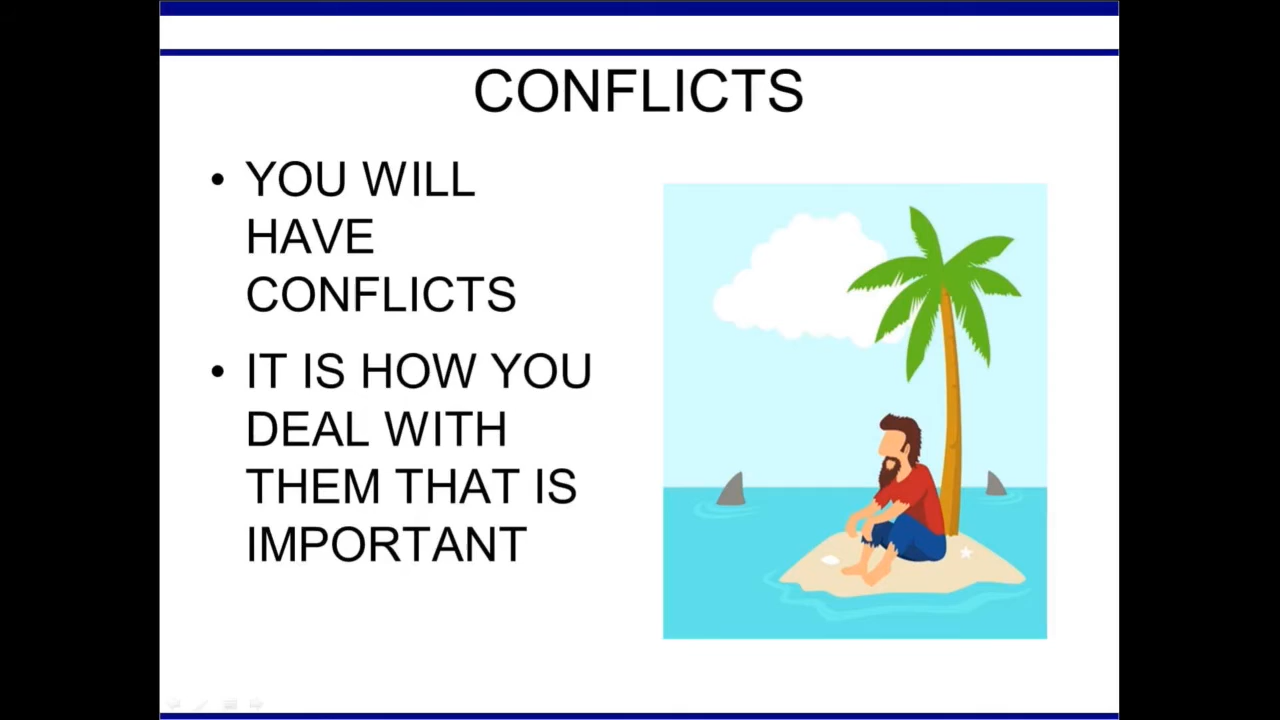 CONFLICTS
• YOU WILL
HAVE
CONFLICTS
• IT IS HOW YOU
DEAL WITH
THEM THAT IS
IMPORTANT